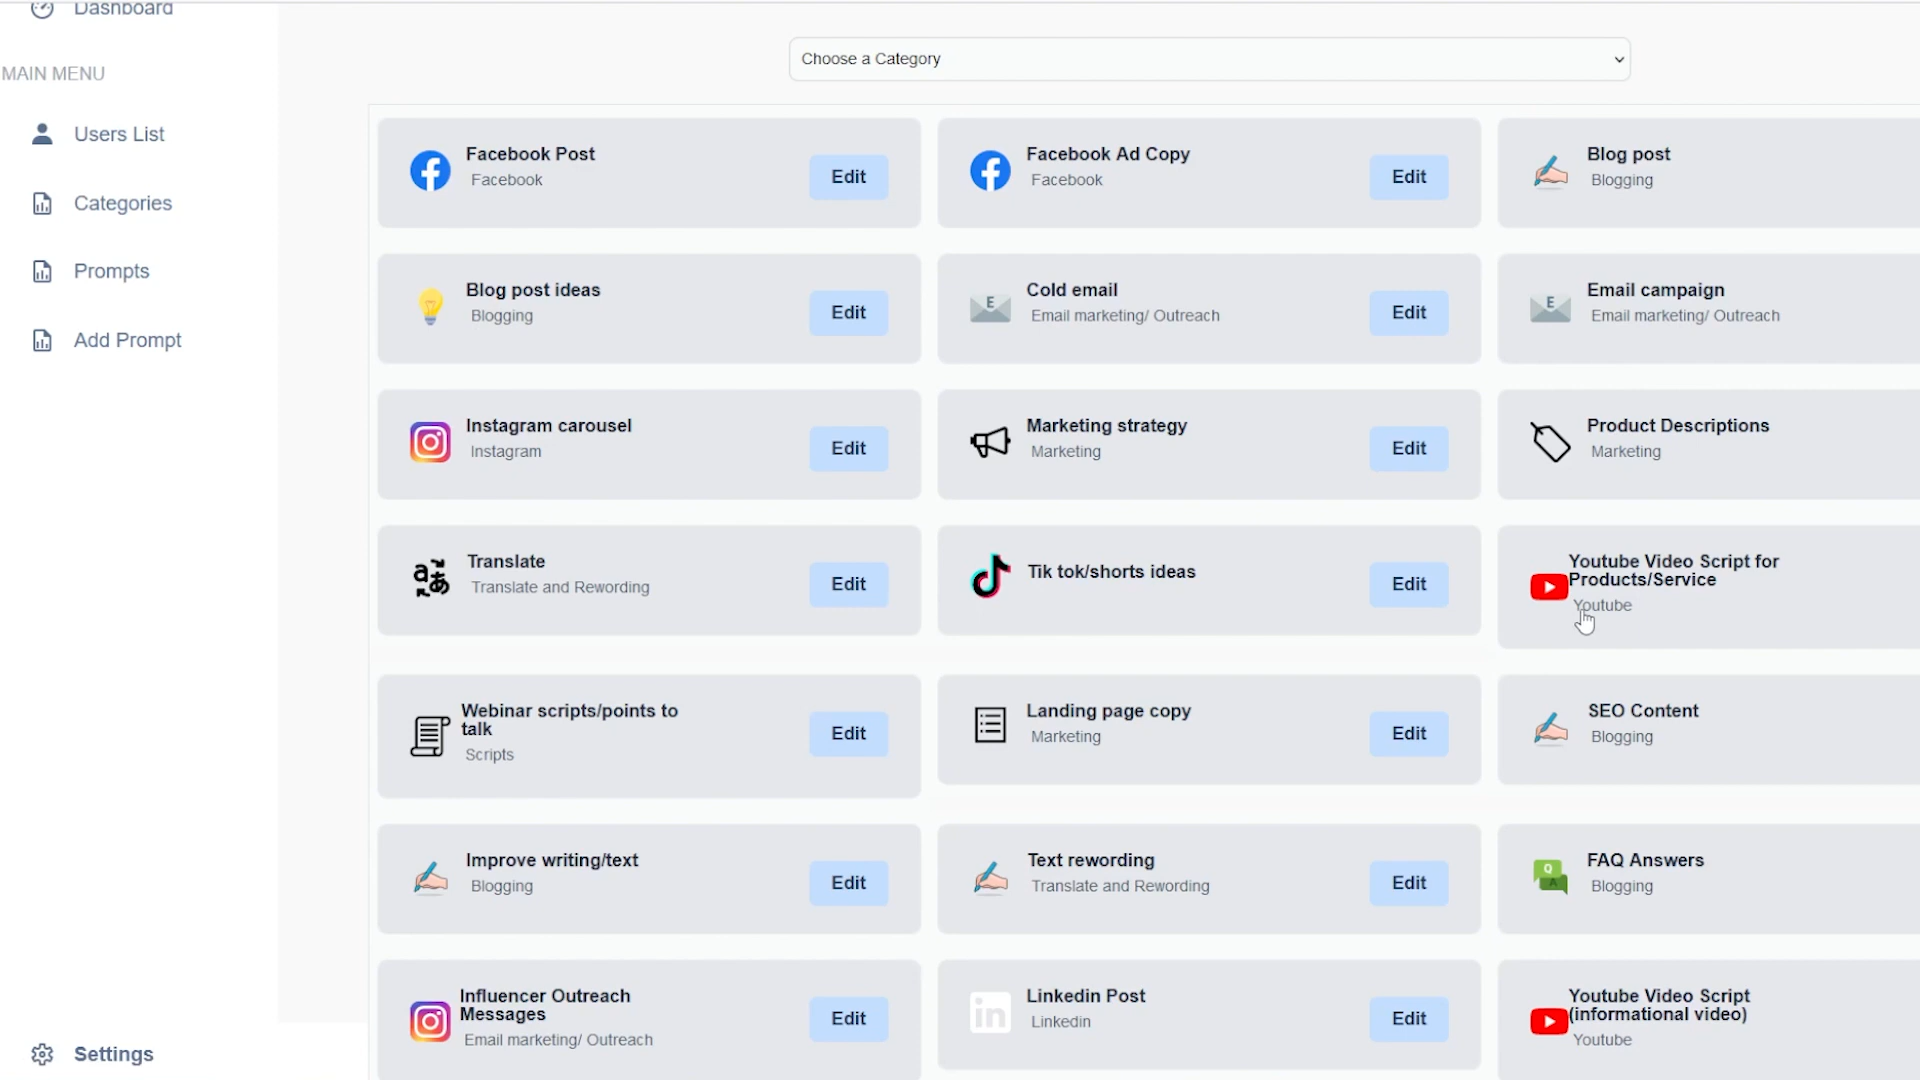 Dashboard
MAIN MENU
Users List
Categories
Prompts
Add Prompt
Settings
Choose a Category
Facebook Post
Facebook
Edit
Facebook Ad Copy
Facebook
Edit
Blog post
Blogging
Blog post ideas
Blogging
Edit
E
Cold email
Email marketing/ Outreach
Edit
E
Email campaign
Email marketing/ Outreach
Instagram carousel
Instagram
Edit
Marketing strategy
Marketing
Edit
Product Descriptions
Marketing
aあ
Translate
Translate and Rewording
Edit
Tik tok/shorts ideas
Edit
Youtube Video Script for
Products/Service
Youtube
Webinar scripts/points to
talk
Scripts
Edit
Landing page copy
Marketing
Edit
SEO Content
Blogging
Improve writing/text
Blogging
Edit
Text rewording
Translate and Rewording
Edit
Q
A
FAQ Answers
Blogging
Influencer Outreach
Messages
Email marketing/ Outreach
Edit
in
Linkedin Post
Linkedin
Edit
Youtube Video Script
(informational video)
Youtube